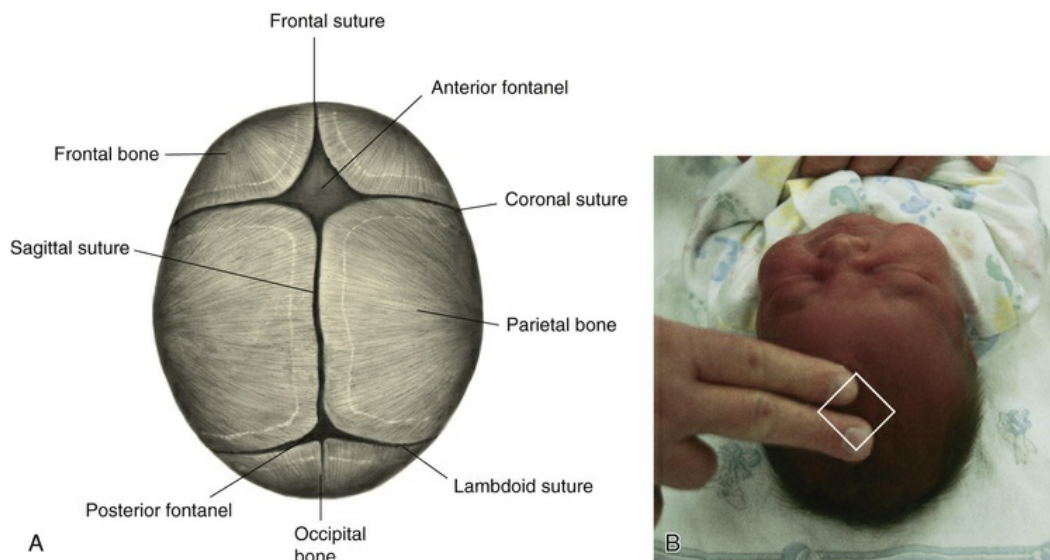 Frontal suture
Anterior fontanel
Frontal bone
Coronal suture
Sagittal suture
Parietal bone
Lambdoid suture
Posterior fontanel
Occipital
bone
A
B